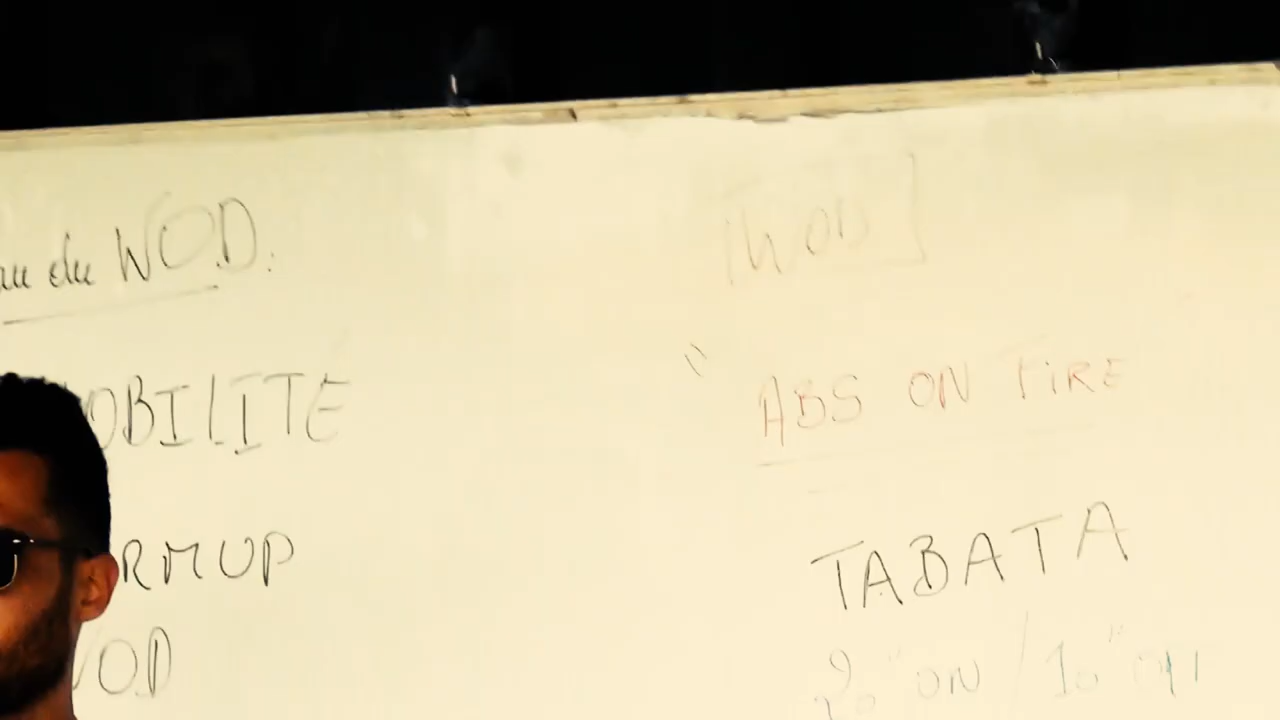 du WOD.
OBILITE
RMUP
OD
[WOD]
" ABS ON FIRE
TABATA
20" ON / 10" OFF